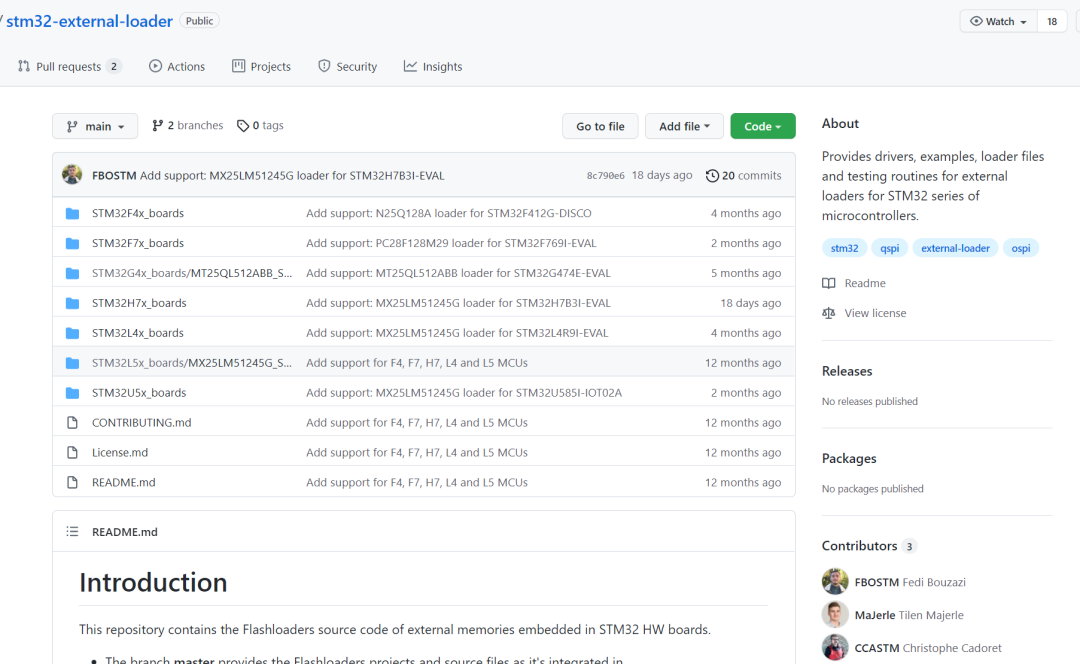 / stm32-external-loader Public
Watch 18
Pull requests 2 Actions Projects Security Insights
main 2 branches 0 tags Go to file Add file Code
FBOSTM Add support: MX25LM51245G loader for STM32H7B3I-EVAL 8c790e6 18 days ago 20 commits
STM32F4x_boards Add support: N25Q128A loader for STM32F412G-DISCO 4 months ago
STM32F7x_boards Add support: PC28F128M29 loader for STM32F769I-EVAL 2 months ago
STM32G4x_boards/MT25QL512ABB_S... Add support: MT25QL512ABB loader for STM32G474E-EVAL 5 months ago
STM32H7x_boards Add support: MX25LM51245G loader for STM32H7B3I-EVAL 18 days ago
STM32L4x_boards Add support: MX25LM51245G loader for STM32L4R9I-EVAL 4 months ago
STM32L5x_boards/MX25LM51245G_S... Add support for F4, F7, H7, L4 and L5 MCUs 12 months ago
STM32U5x_boards Add support: MX25LM51245G loader for STM32U585I-IOT02A 2 months ago
CONTRIBUTING.md Add support for F4, F7, H7, L4 and L5 MCUs 12 months ago
License.md Add support for F4, F7, H7, L4 and L5 MCUs 12 months ago
README.md Add support for F4, F7, H7, L4 and L5 MCUs 12 months ago
README.md
Introduction
This repository contains the Flashloaders source code of external memories embedded in STM32 HW boards.
• The branch master provides the Flashloaders projects and source files as it's integrated in
About
Provides drivers, examples, loader files
and testing routines for external
loaders for STM32 series of
microcontrollers.
stm32 qspi external-loader ospi
Readme
View license
Releases
No releases published
Packages
No packages published
Contributors 3
FBOSTM Fedi Bouzazi
MaJerle Tilen Majerle
CCASTM Christophe Cadoret